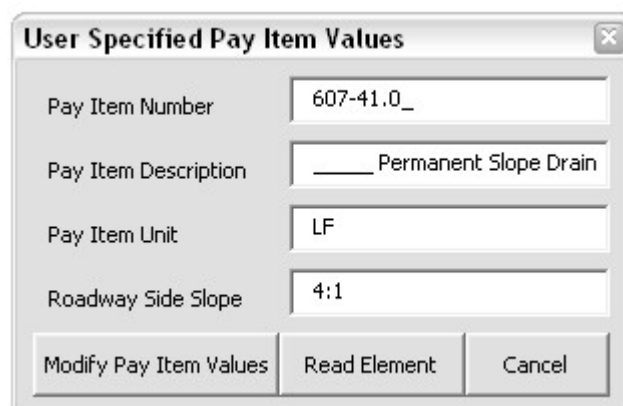 User Specified Pay Item Values
Pay Item Number 607-41.0_
Pay Item Description _____ Permanent Slope Drain
Pay Item Unit LF
Roadway Side Slope 4:1
Modify Pay Item Values Read Element Cancel